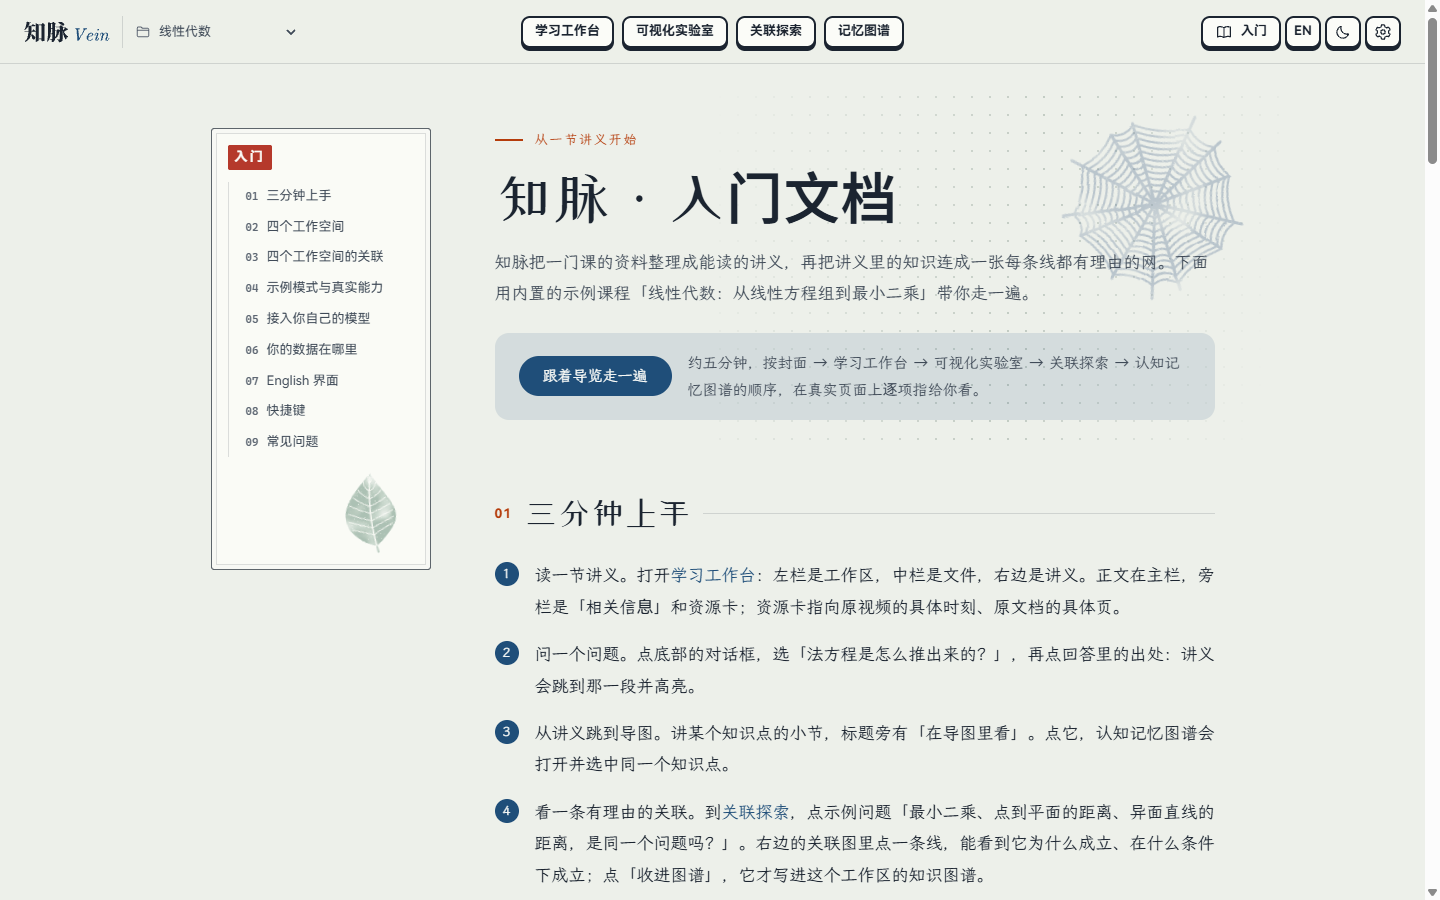 知脉 Vein
线性代数
学习工作台
可视化实验室
关联探索
记忆图谱
入门
EN
入门
01 三分钟上手
02 四个工作空间
03 四个工作空间的关联
04 示例模式与真实能力
05 接入你自己的模型
06 你的数据在哪里
07 English 界面
08 快捷键
09 常见问题
从一节讲义开始
知脉 · 入门文档
知脉把一门课的资料整理成能读的讲义，再把讲义里的知识连成一张每条线都有理由的网。下面
用内置的示例课程「线性代数：从线性方程组到最小二乘」带你走一遍。
跟着导览走一遍
约五分钟，按封面 → 学习工作台 → 可视化实验室 → 关联探索 → 认知记
忆图谱的顺序，在真实页面上逐项指给你看。
01 三分钟上手
1 读一节讲义。打开学习工作台：左栏是工作区，中栏是文件，右边是讲义。正文在主栏，旁
栏是「相关信息」和资源卡；资源卡指向原视频的具体时刻、原文档的具体页。
2 问一个问题。点底部的对话框，选「法方程是怎么推出来的？」，再点回答里的出处：讲义
会跳到那一段并高亮。
3 从讲义跳到导图。讲某个知识点的小节，标题旁有「在导图里看」。点它，认知记忆图谱会
打开并选中同一个知识点。
4 看一条有理由的关联。到关联探索，点示例问题「最小二乘、点到平面的距离、异面直线的
距离，是同一个问题吗？」。右边的关联图里点一条线，能看到它为什么成立、在什么条件
下成立；点「收进图谱」，它才写进这个工作区的知识图谱。